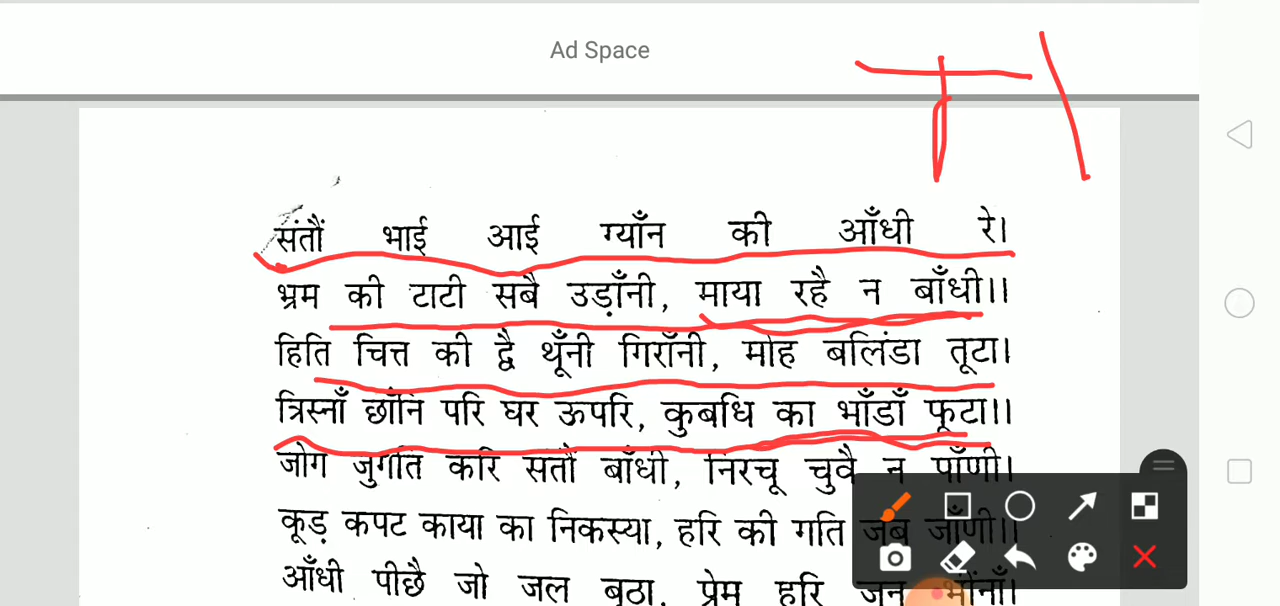 Ad Space
संतौं भाई आई ग्याँन की आँधी रे।
भ्रम की टाटी सबै उड़ाँनी, माया रहै न बाँधी।।
हिति चित्त की द्वै थूँनी गिराँनी, मोह बलिंडा तूटा।
त्रिस्नाँ छाँनि परि घर ऊपरि, कुबधि का भाँडाँ फूटा।।
जोग जुगति करि संतौं बाँधी, निरचू चुवै न पाँणी।
कूड़ कपट काया का निकस्या, हरि की गति जब जाँणी।।
आँधी पीछै जो जल बूठा, प्रेम हरि जन भींनाँ।